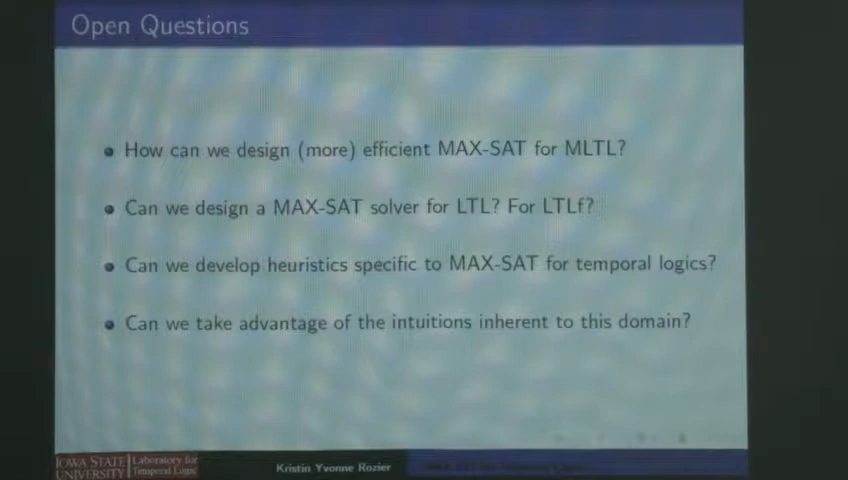 Open Questions
How can we design (more) efficient MAX-SAT for MLTL?
Can we design a MAX-SAT solver for LTL? For LTLf?
Can we develop heuristics specific to MAX-SAT for temporal logics?
Can we take advantage of the intuitions inherent to this domain?
IOWA STATE UNIVERSITY
Laboratory for Temporal Logic
Kristin Yvonne Rozier